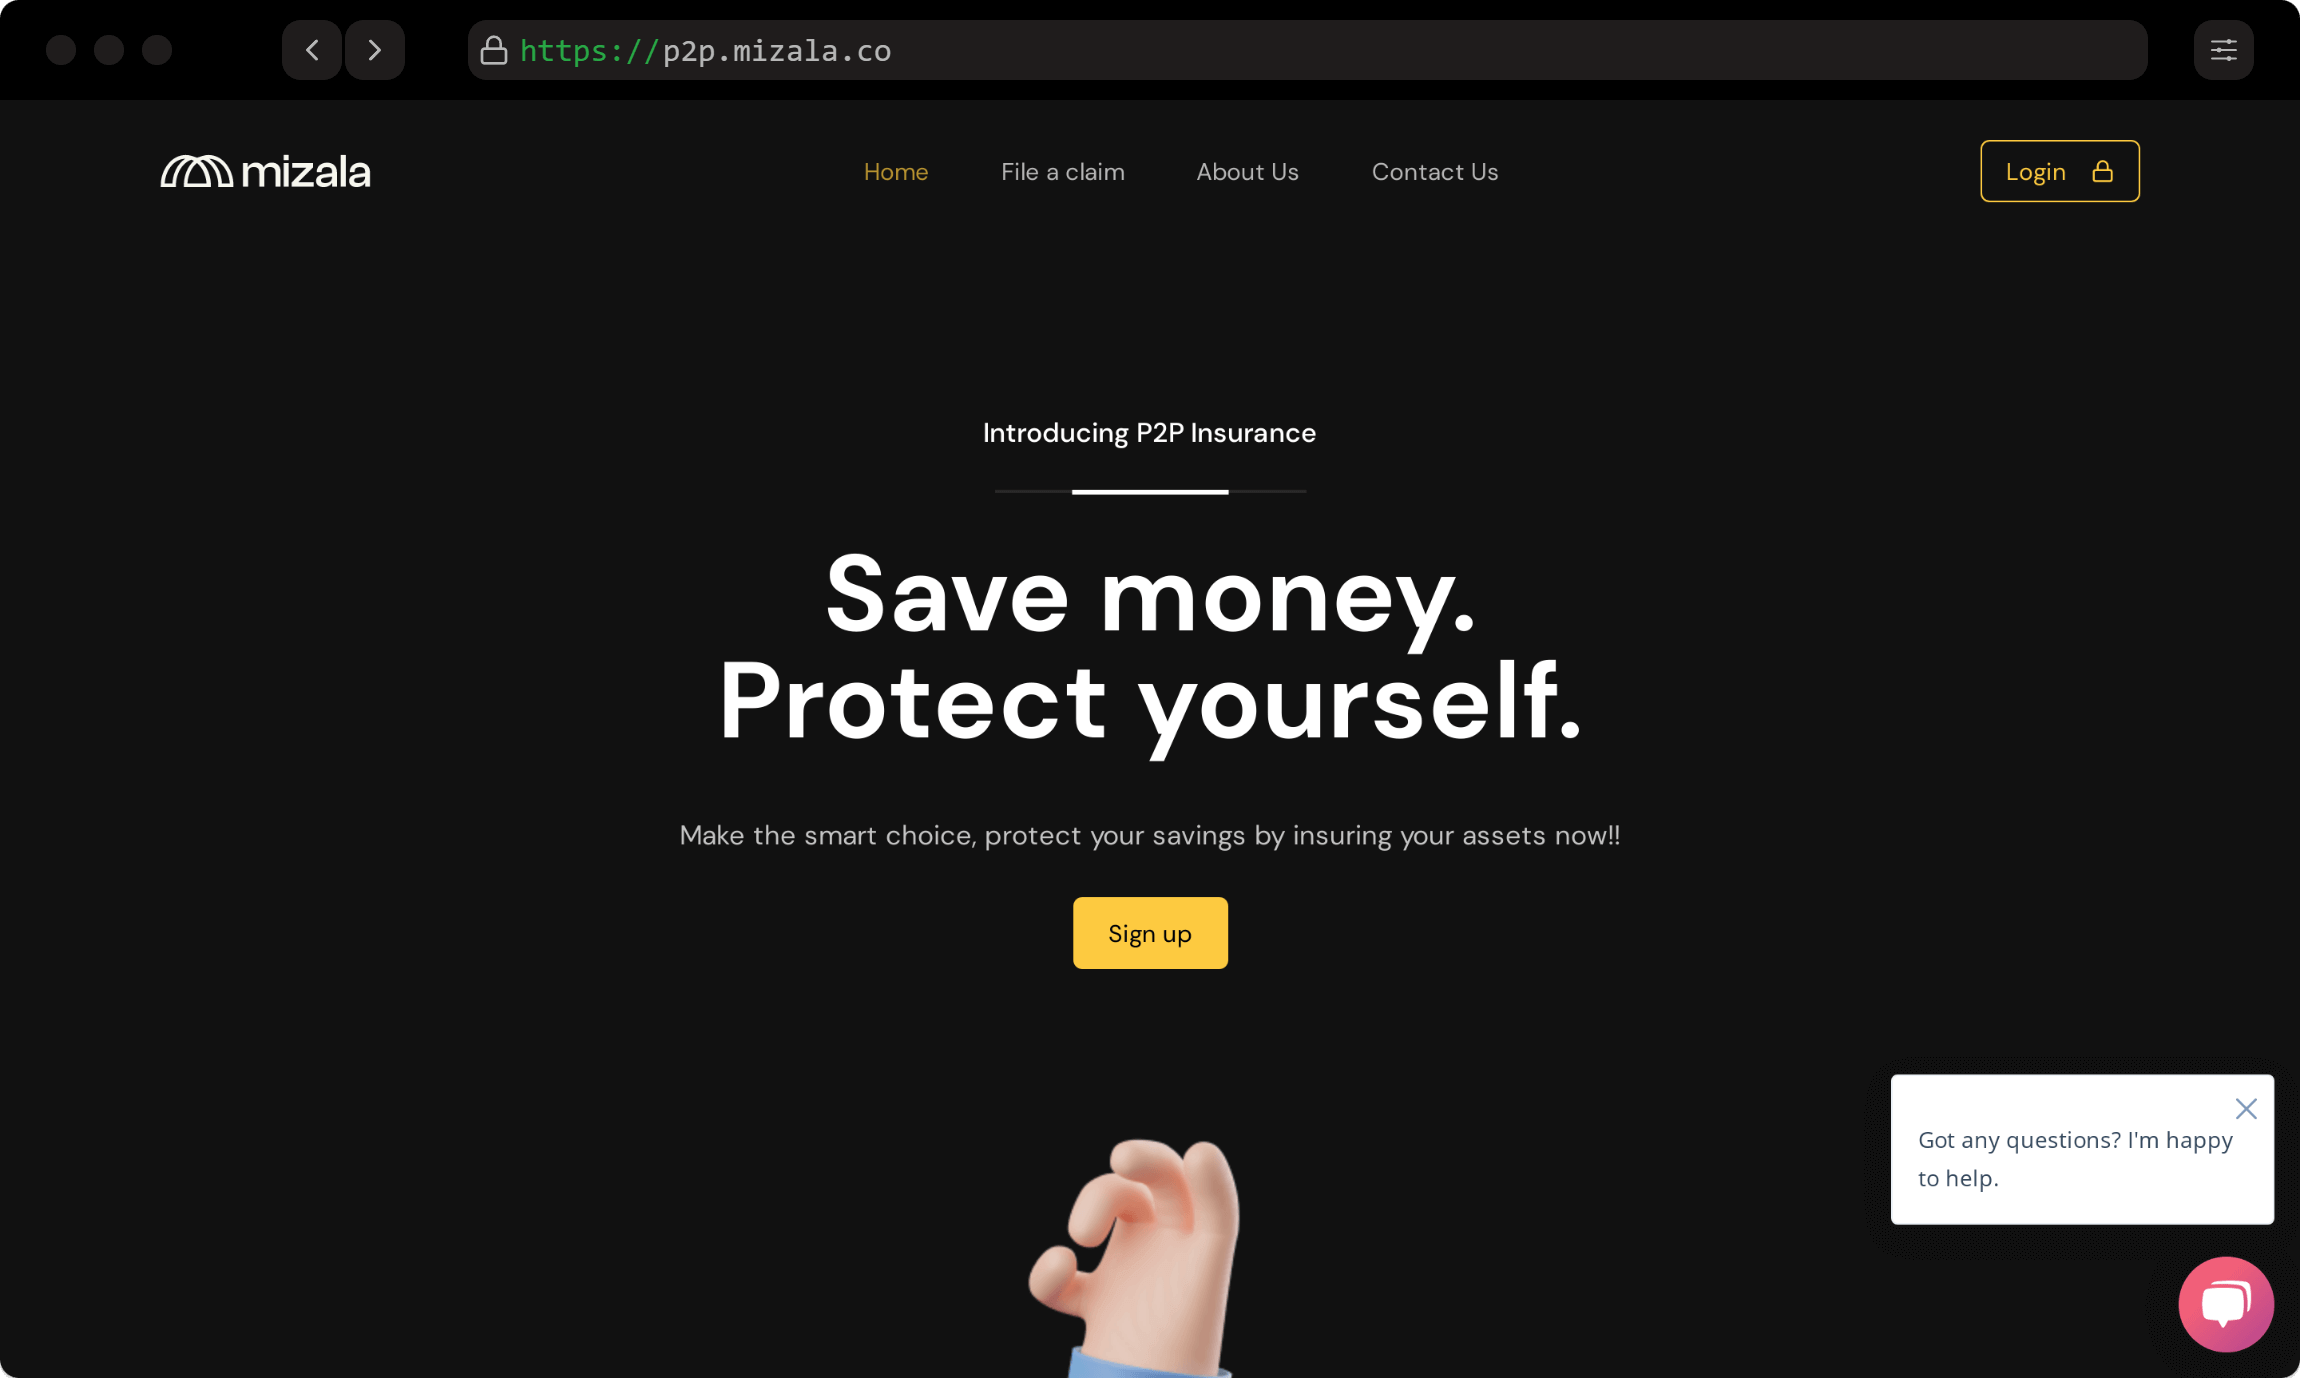 https://p2p.mizala.co
mizala
Home
File a claim
About Us
Contact Us
Login
Introducing P2P Insurance
Save money.
Protect yourself.
Make the smart choice, protect your savings by insuring your assets now!!
Sign up
Got any questions? I'm happy
to help.